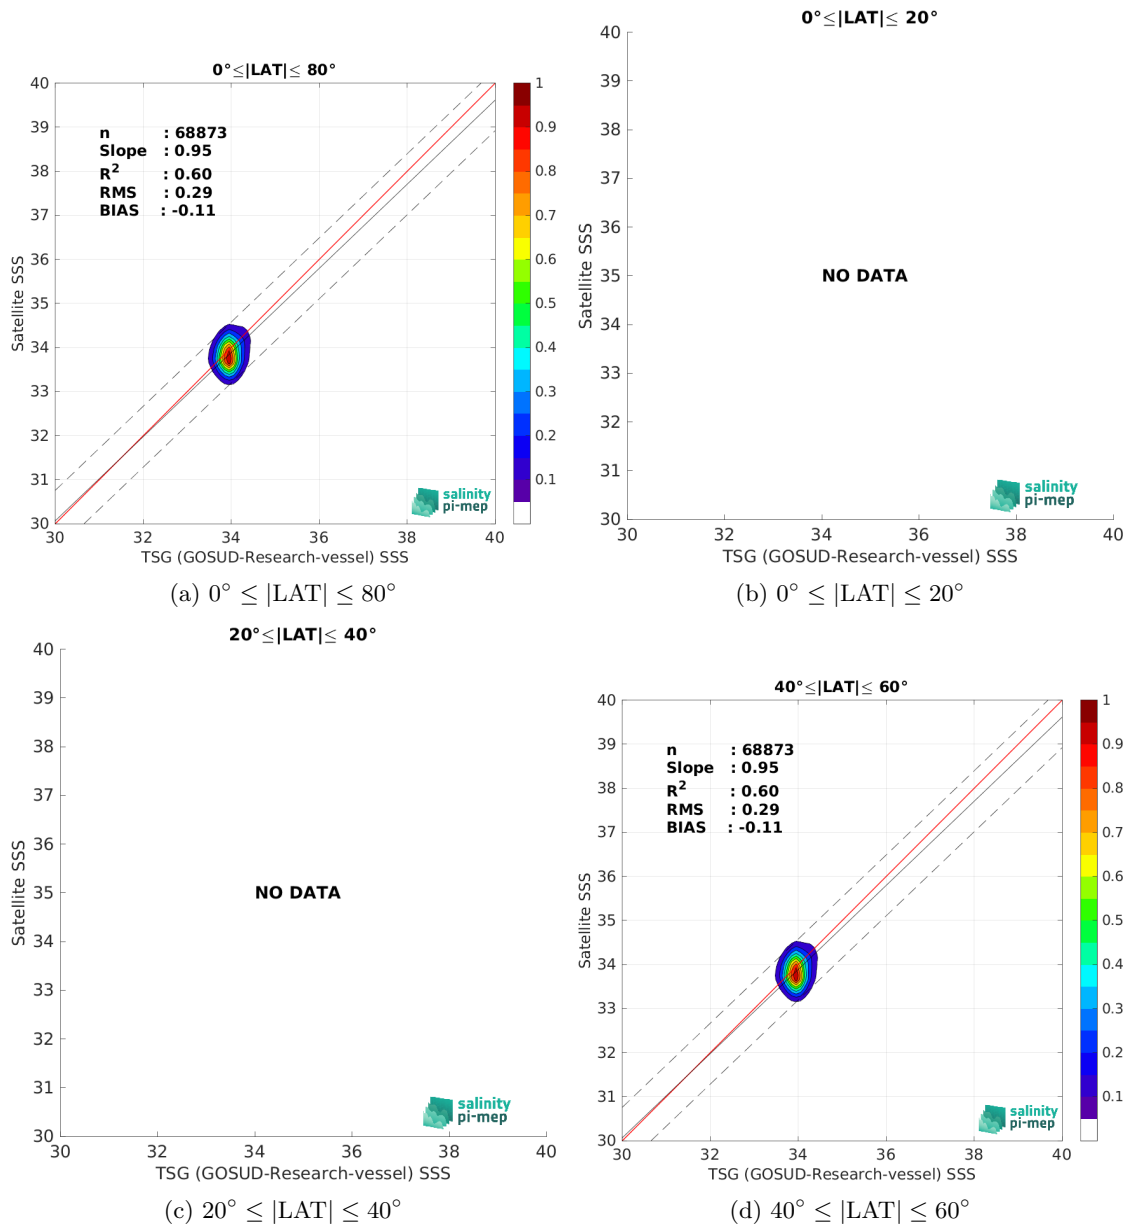 0°≤|LAT|≤ 80°
40
39
38
37
36
35
34
33
32
31
30
Satellite SSS
n : 68873
Slope : 0.95
R² : 0.60
RMS : 0.29
BIAS : -0.11
1
0.9
0.8
0.7
0.6
0.5
0.4
0.3
0.2
0.1
salinity
pi-mep
30 32 34 36 38 40
TSG (GOSUD-Research-vessel) SSS
(a) 0° ≤ |LAT| ≤ 80°
0°≤|LAT|≤ 20°
40
39
38
37
36
35
34
33
32
31
30
Satellite SSS
NO DATA
salinity
pi-mep
30 32 34 36 38 40
TSG (GOSUD-Research-vessel) SSS
(b) 0° ≤ |LAT| ≤ 20°
20°≤|LAT|≤ 40°
40
39
38
37
36
35
34
33
32
31
30
Satellite SSS
NO DATA
salinity
pi-mep
30 32 34 36 38 40
TSG (GOSUD-Research-vessel) SSS
(c) 20° ≤ |LAT| ≤ 40°
40°≤|LAT|≤ 60°
40
39
38
37
36
35
34
33
32
31
30
Satellite SSS
n : 68873
Slope : 0.95
R² : 0.60
RMS : 0.29
BIAS : -0.11
1
0.9
0.8
0.7
0.6
0.5
0.4
0.3
0.2
0.1
salinity
pi-mep
30 32 34 36 38 40
TSG (GOSUD-Research-vessel) SSS
(d) 40° ≤ |LAT| ≤ 60°